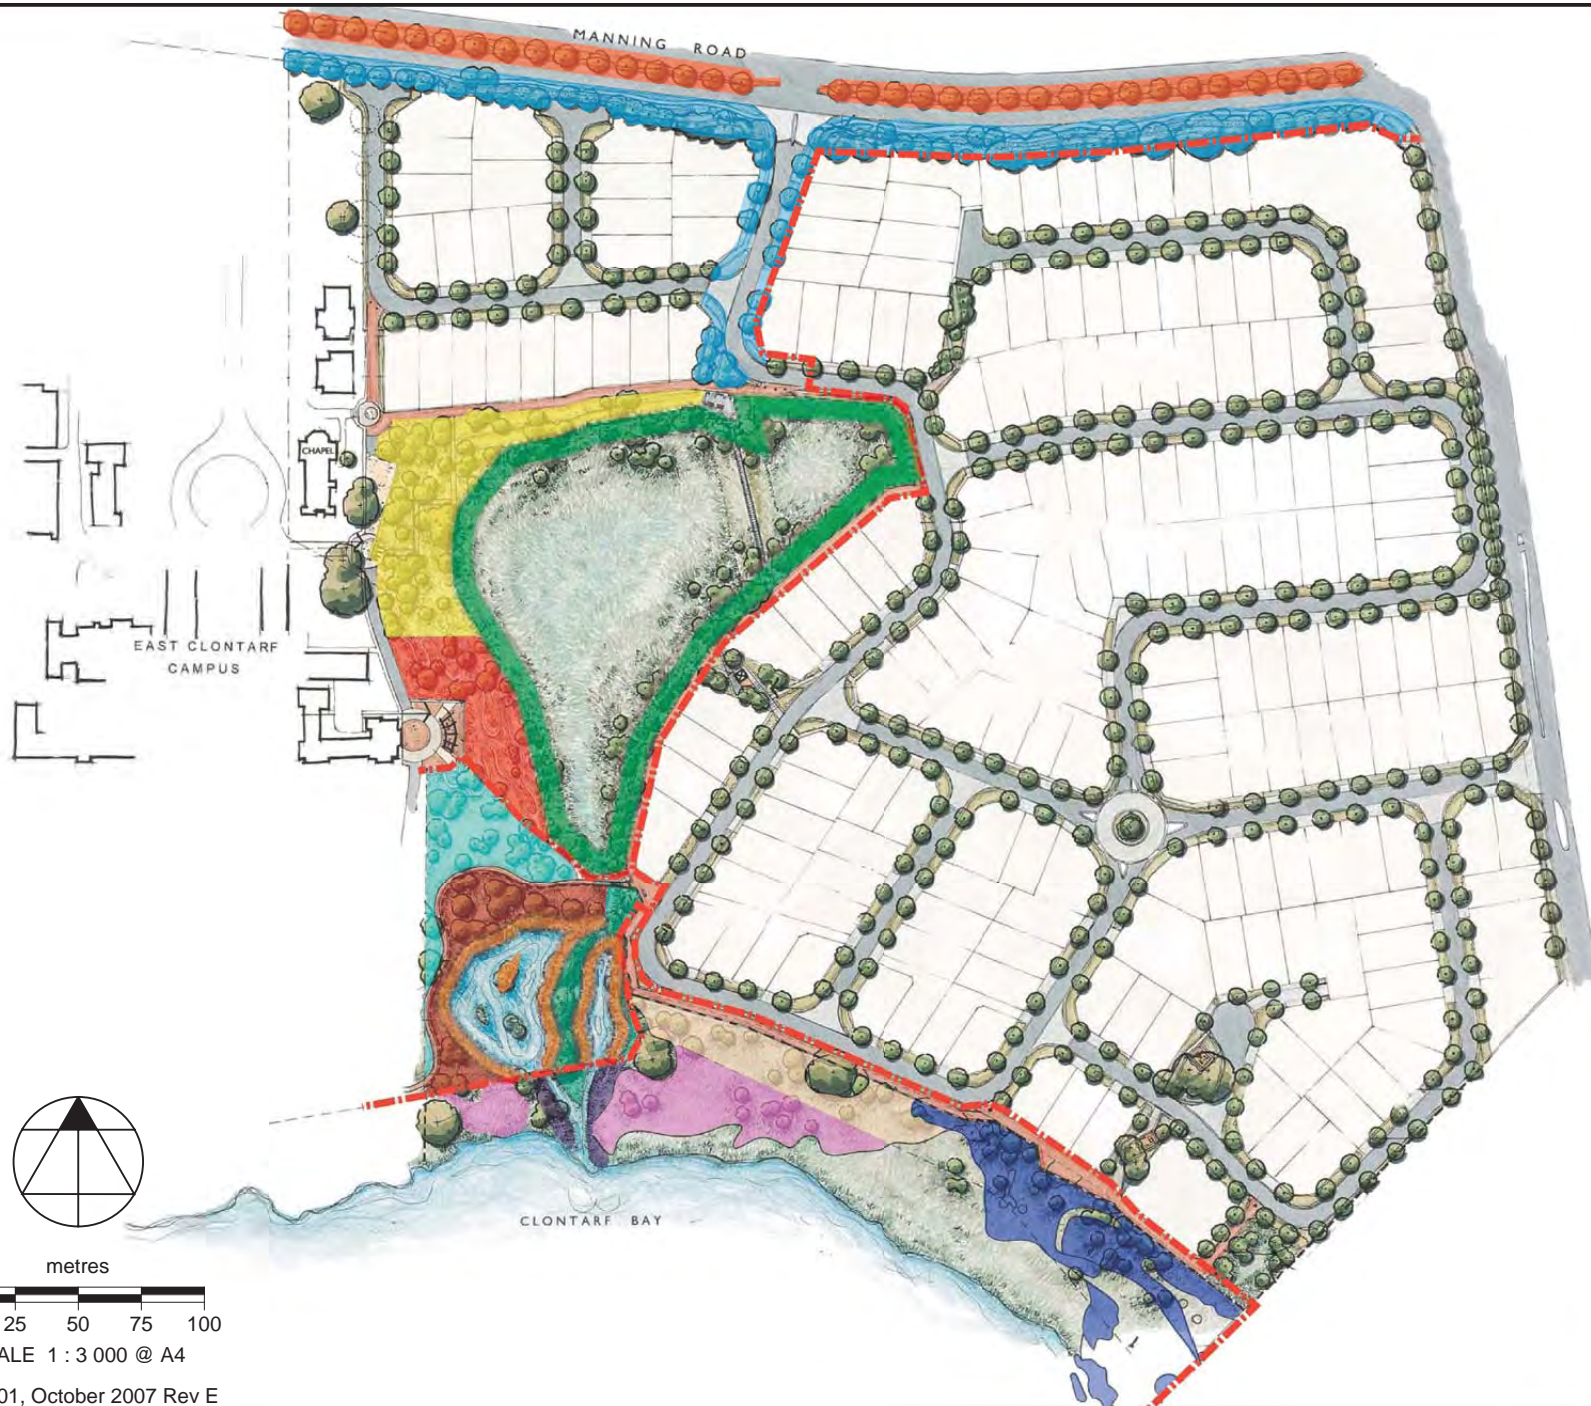 MANNING ROAD
CHAPEL
EAST CLONTARF
CAMPUS
CLONTARF BAY
metres
25 50 75 100
ALE 1 : 3 000 @ A4
01, October 2007 Rev E